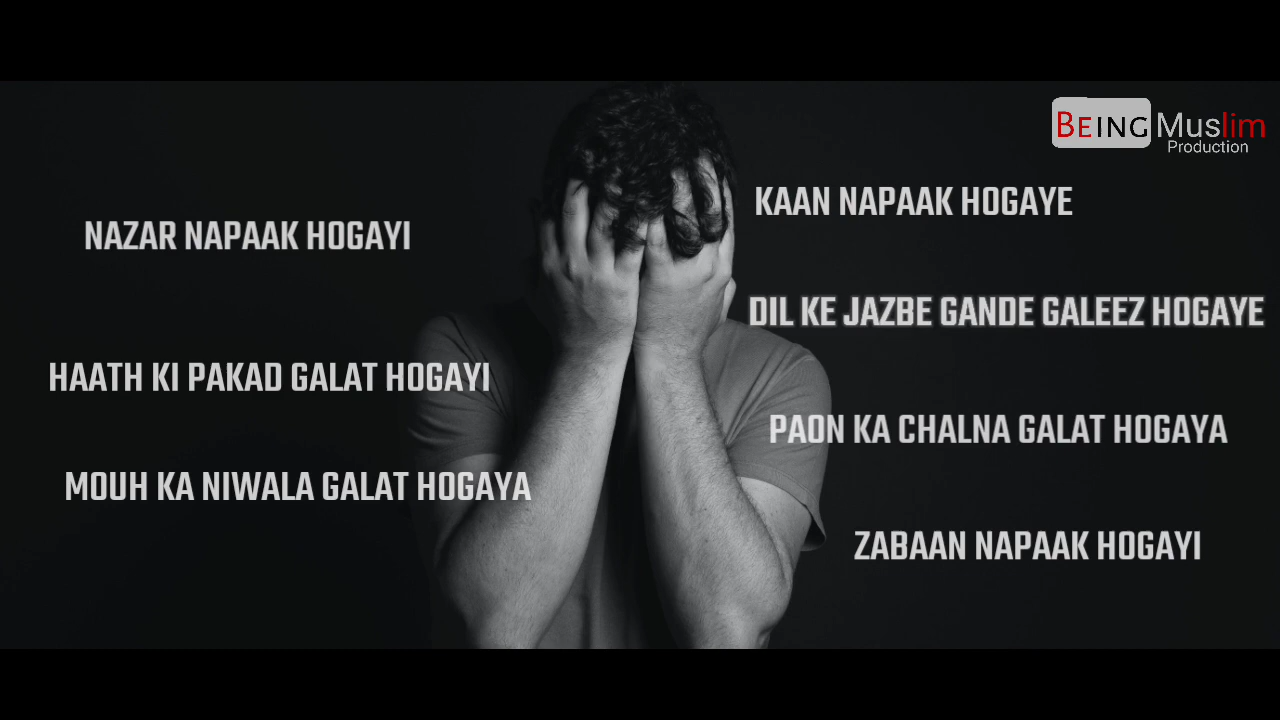 BEING Muslim
Production
NAZAR NAPAAK HOGAYI
HAATH KI PAKAD GALAT HOGAYI
MOUH KA NIWALA GALAT HOGAYA
KAAN NAPAAK HOGAYE
DIL KE JAZBE GANDE GALEEZ HOGAYE
PAON KA CHALNA GALAT HOGAYA
ZABAAN NAPAAK HOGAYI